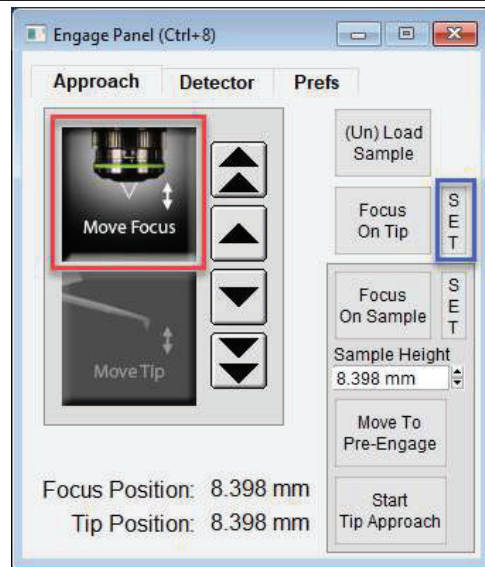 Engage Panel (Ctrl+8)
Approach Detector Prefs
Move Focus
Move Tip
(Un) Load
Sample
Focus
On Tip
SET
Focus
On Sample
SET
Sample Height
8.398 mm
Move To
Pre-Engage
Start
Tip Approach
Focus Position: 8.398 mm
Tip Position: 8.398 mm